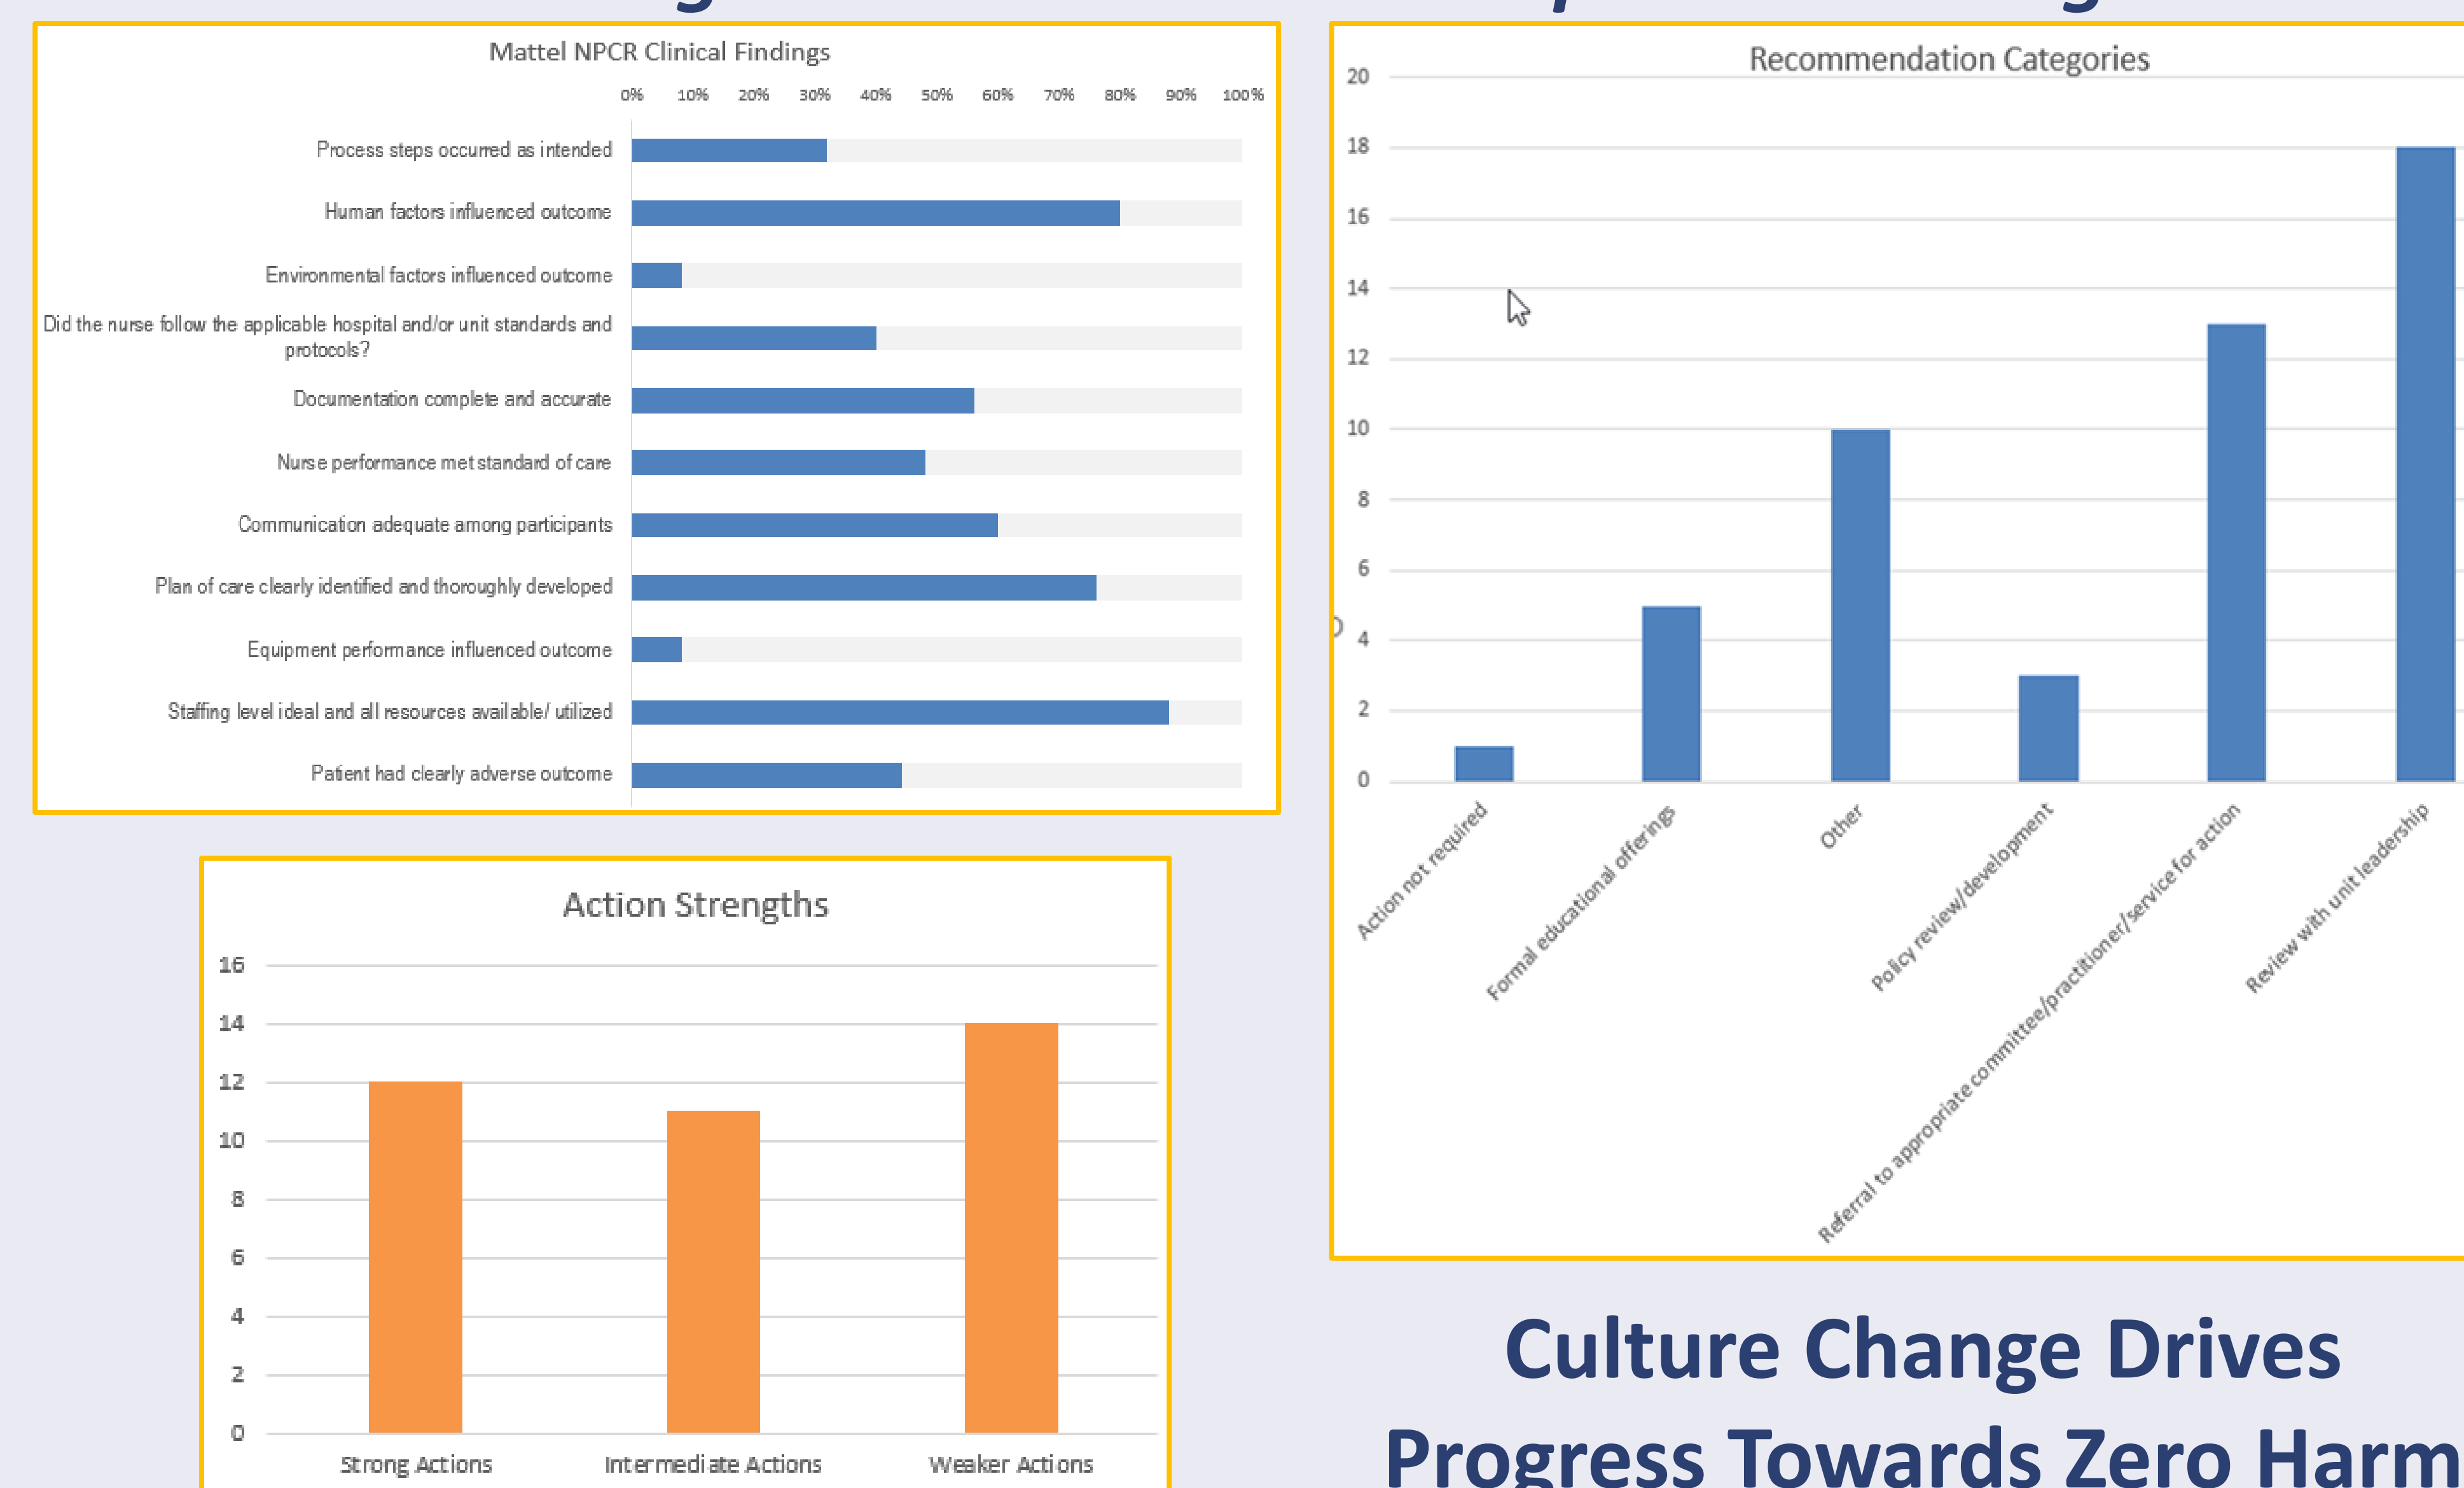 Mattel NPCR Clinical Findings
0% 10% 20% 30% 40% 50% 60% 70% 80% 90% 100%
Process steps occurred as intended
Human factors influenced outcome
Environmental factors influenced outcome
Did the nurse follow the applicable hospital and/or unit standards and
protocols?
Documentation complete and accurate
Nurse performance met standard of care
Communication adequate among participants
Plan of care clearly identified and thoroughly developed
Equipment performance influenced outcome
Staffing level ideal and all resources available/ utilized
Patient had clearly adverse outcome
Recommendation Categories
20
18
16
14
12
10
8
6
4
2
0
Action not required
Formal educational offerings
Other
Policy review/development
Referral to appropriate committee/practitioner/service for action
Review with unit leadership
Action Strengths
16
14
12
10
8
6
4
2
0
Strong Actions Intermediate Actions Weaker Actions
Culture Change Drives
Progress Towards Zero Harm